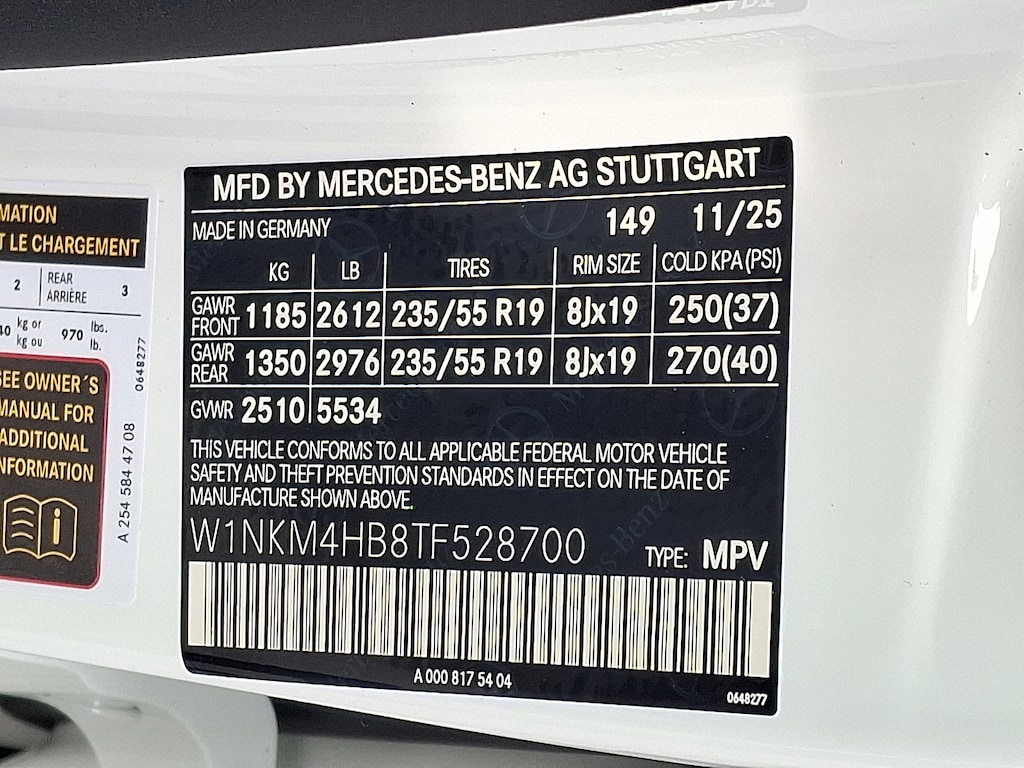 MATION
T LE CHARGEMENT
2 REAR ARRIÈRE 3
kg or 970 lbs.
kg ou lb.
SEE OWNER´S
MANUAL FOR
ADDITIONAL
INFORMATION
i
0648277
A 254 584 47 08
MFD BY MERCEDES-BENZ AG STUTTGART
MADE IN GERMANY 149 11/25
KG LB TIRES RIM SIZE COLD KPA (PSI)
GAWR FRONT 1185 2612 235/55 R19 8Jx19 250(37)
GAWR REAR 1350 2976 235/55 R19 8Jx19 270(40)
GVWR 2510 5534
THIS VEHICLE CONFORMS TO ALL APPLICABLE FEDERAL MOTOR VEHICLE
SAFETY AND THEFT PREVENTION STANDARDS IN EFFECT ON THE DATE OF
MANUFACTURE SHOWN ABOVE.
W1NKM4HB8TF528700 TYPE: MPV
A 000 817 54 04
0648277